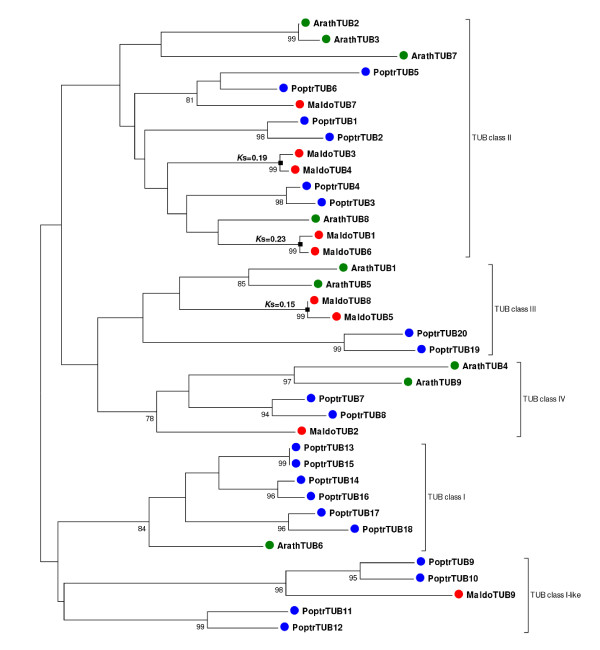 ArathTUB2
99
ArathTUB3
ArathTUB7
PoptrTUB5
PoptrTUB6
81
MaldoTUB7
PoptrTUB1
98
PoptrTUB2
TUB class II
MaldoTUB3
Ks=0.19
99
MaldoTUB4
PoptrTUB4
98
PoptrTUB3
ArathTUB8
MaldoTUB1
Ks=0.23
99
MaldoTUB6
ArathTUB1
85
ArathTUB5
MaldoTUB8
Ks=0.15
TUB class III
99
MaldoTUB5
PoptrTUB20
99
PoptrTUB19
ArathTUB4
97
ArathTUB9
PoptrTUB7
TUB class IV
94
PoptrTUB8
78
MaldoTUB2
PoptrTUB13
99
PoptrTUB15
PoptrTUB14
96
PoptrTUB16
TUB class I
PoptrTUB17
84
96
PoptrTUB18
ArathTUB6
PoptrTUB9
95
PoptrTUB10
98
MaldoTUB9
TUB class I-like
PoptrTUB11
99
PoptrTUB12